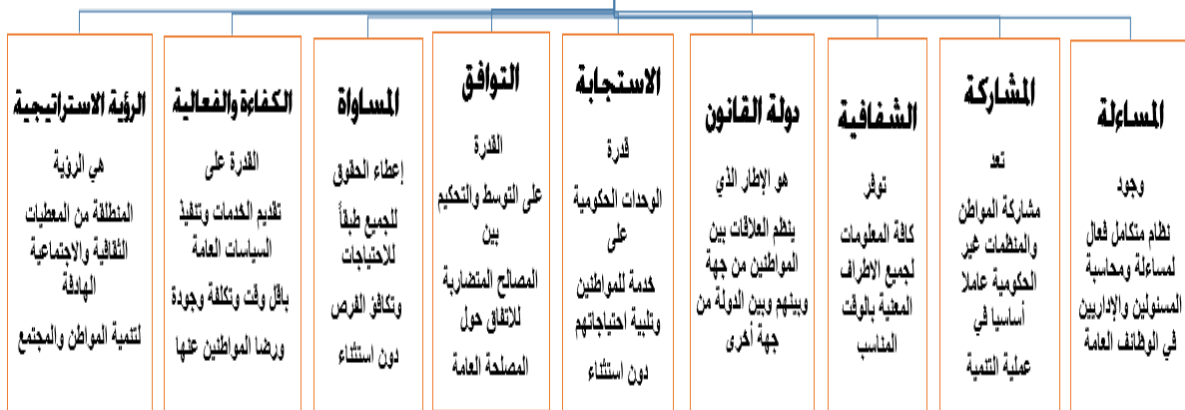 المساءلة
وجود
نظام متكامل فعال
لمساءلة ومحاسبة
المسئولين والإداريين
في الوظائف العامة
المشاركة
تعد
مشاركة المواطن
والمنظمات غير
الحكومية عاملا
أساسيا في
عملية التنمية
الشفافية
توفر
كافة المعلومات
لجميع الاطراف
المعنية بالوقت
المناسب
دولة القانون
هو الإطار الذي
ينظم العلاقات بين
المواطنين من جهة
وبينهم وبين الدولة من
جهة أخرى
الاستجابة
قدرة
الوحدات الحكومية
على
خدمة للمواطنين
وتلبية احتياجاتهم
دون استثناء
التوافق
القدرة
على التوسط والتحكيم
بين
المصالح المتضاربة
للاتفاق حول
المصلحة العامة
المساواة
إعطاء الحقوق
للجميع طبقاً
للاحتياجات
وتكافؤ الفرص
دون استثناء
الكفاءة والفعالية
القدرة على
تقديم الخدمات وتنفيذ
السياسات العامة
باقل وقت وتكلفة وجودة
ورضا المواطنين عنها
الرؤية الاستراتيجية
هي الرؤية
المنطلقة من المعطيات
الثقافية والاجتماعية
الهادفة
لتنمية المواطن والمجتمع